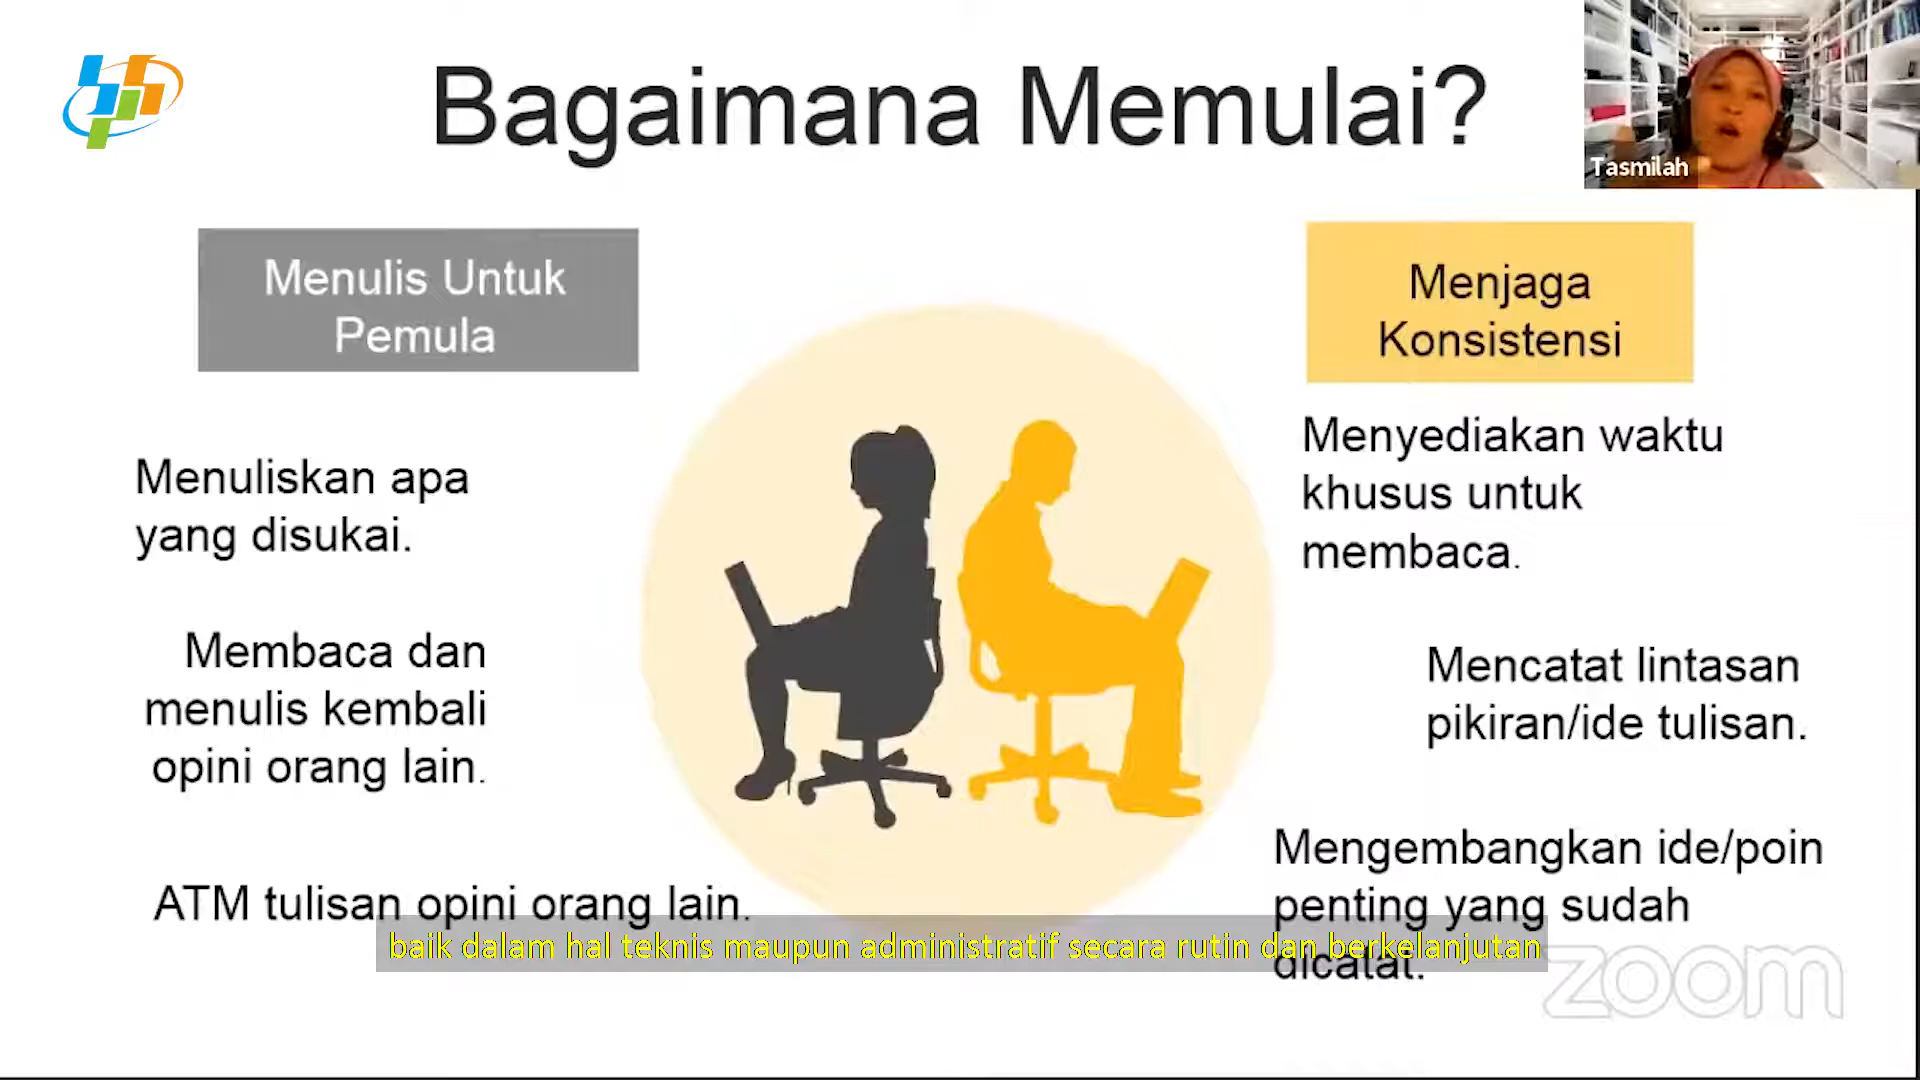 Bagaimana Memulai?
Tasmilah
Menulis Untuk
Pemula
Menuliskan apa
yang disukai.
Membaca dan
menulis kembali
opini orang lain.
ATM tulisan opini orang lain.
Menjaga
Konsistensi
Menyediakan waktu
khusus untuk
membaca.
Mencatat lintasan
pikiran/ide tulisan.
Mengembangkan ide/poin
penting yang sudah
dicatat.
baik dalam hal teknis maupun administratif secara rutin dan berkelanjutan
zoom